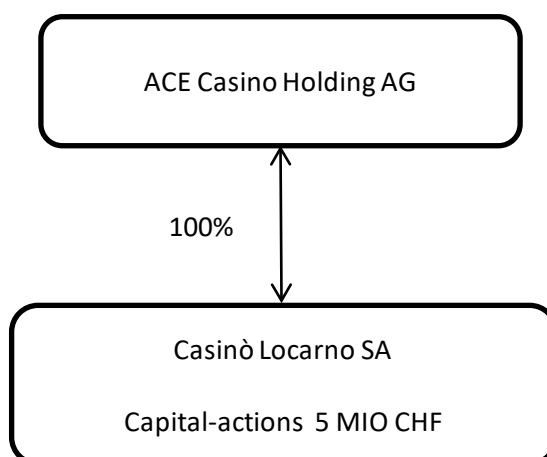 ACE Casino Holding AG
100%
Casinò Locarno SA
Capital-actions 5 MIO CHF